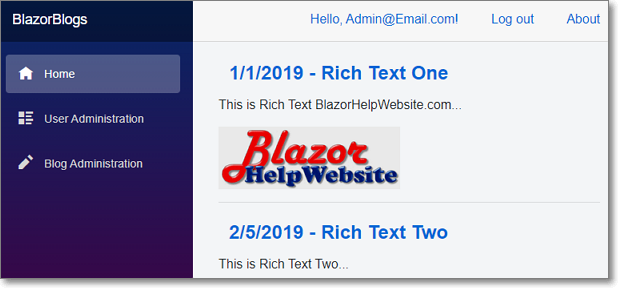 BlazorBlogs
Hello, Admin@Email.com! Log out About
Home
User Administration
Blog Administration
1/1/2019 - Rich Text One
This is Rich Text BlazorHelpWebsite.com...
Blazor
HelpWebsite
2/5/2019 - Rich Text Two
This is Rich Text Two...